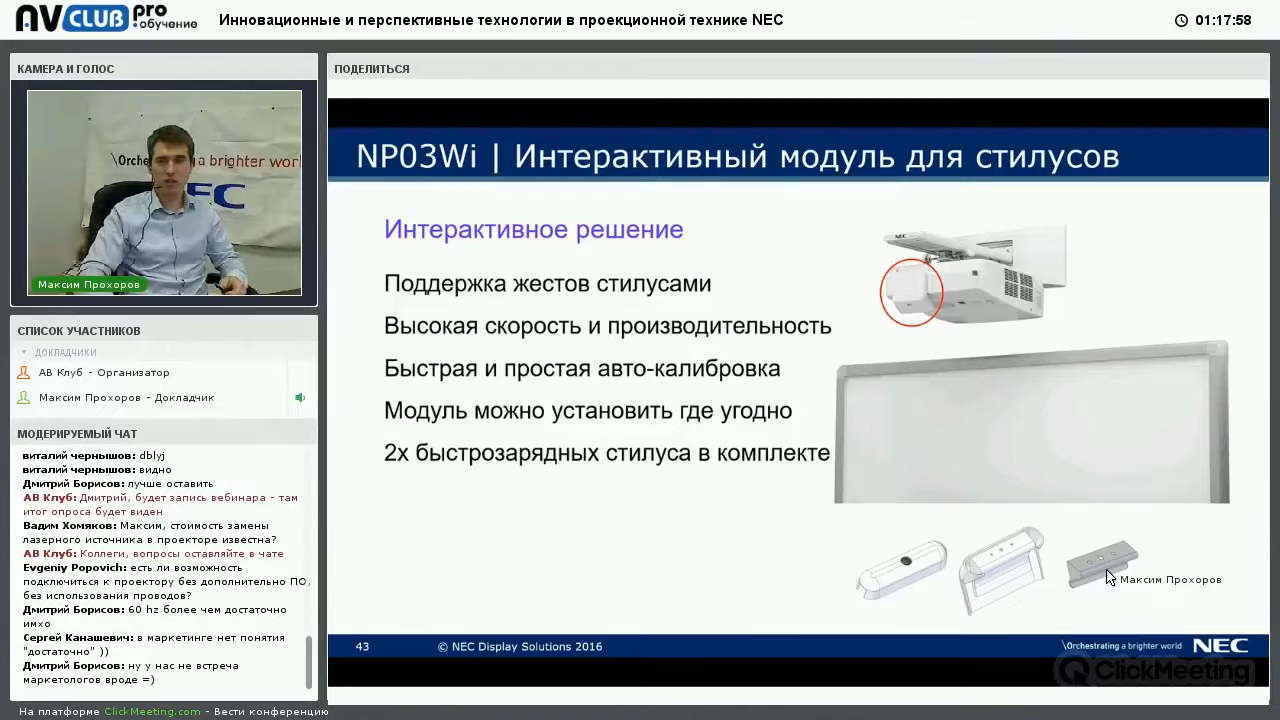 AV CLUB pro
обучение
Инновационные и перспективные технологии в проекционной технике NEC
01:17:58
КАМЕРА И ГОЛОС
\Orche
a a brighter worl
NEC
Максим Прохоров
СПИСОК УЧАСТНИКОВ
ДОКЛАДЧИКИ
АВ Клуб - Организатор
Максим Прохоров - Докладчик
МОДЕРИРУЕМЫЙ ЧАТ
виталий чернышов: dblyj
виталий чернышов: видно
Дмитрий Борисов: лучше оставить
АВ Клуб: Дмитрий, будет запись вебинара - там
итог опроса будет виден
Вадим Хомяков: Максим, стоимость замены
лазерного источника в проекторе известна?
АВ Клуб: Коллеги, вопросы оставляйте в чате
Evgeniy Popovich: есть ли возможность
подключиться к проектору без дополнительно ПО,
без использования проводов?
Дмитрий Борисов: 60 hz более чем достаточно
имхо
Сергей Канашевич: в маркетинге нет понятия
"достаточно" ))
Дмитрий Борисов: ну у нас не встреча
маркетологов вроде =)
На платформе ClickMeeting.com - Вести конференцию
ПОДЕЛИТЬСЯ
NP03Wi | Интерактивный модуль для стилусов
Интерактивное решение
Поддержка жестов стилусами
Высокая скорость и производительность
Быстрая и простая авто-калибровка
Модуль можно установить где угодно
2х быстрозарядных стилуса в комплекте
NEC
Максим Прохоров
43
© NEC Display Solutions 2016
\Orchestrating a brighter world
NEC
ClickMeeting